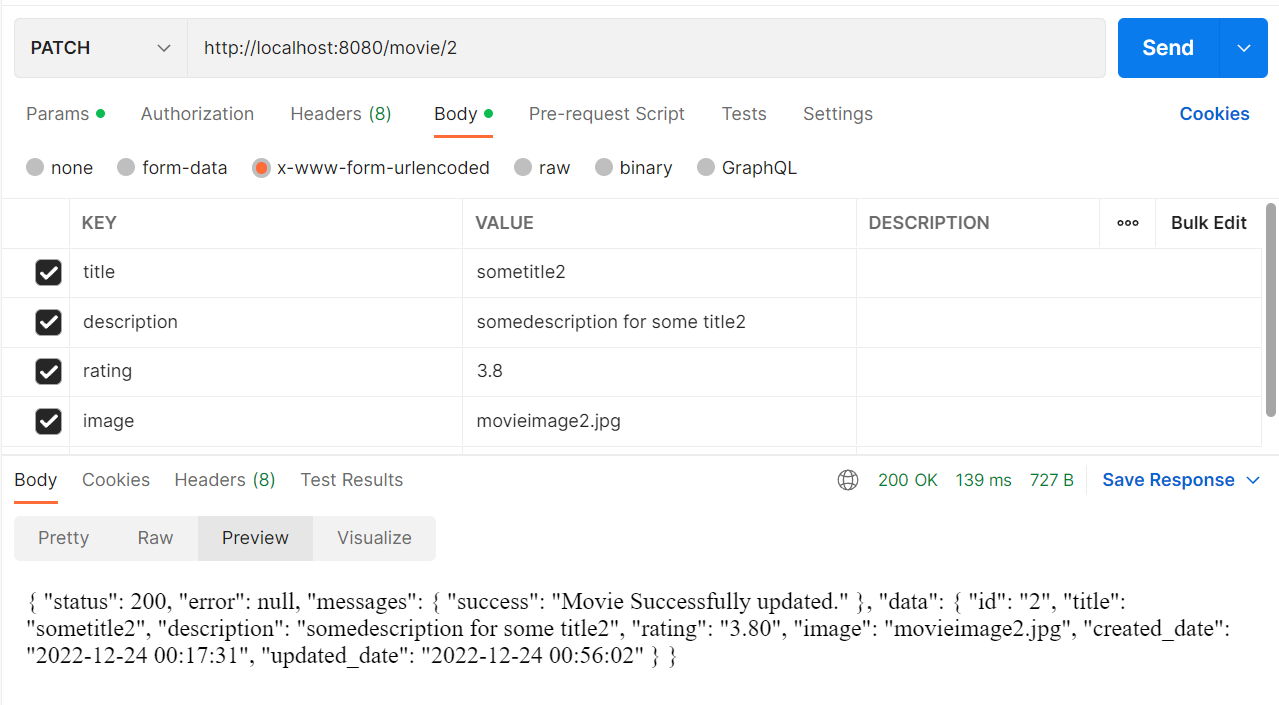 PATCH http://localhost:8080/movie/2 Send
Params Authorization Headers (8) Body Pre-request Script Tests Settings Cookies
none form-data x-www-form-urlencoded raw binary GraphQL
KEY VALUE DESCRIPTION ooo Bulk Edit
title sometitle2
description somedescription for some title2
rating 3.8
image movieimage2.jpg
Body Cookies Headers (8) Test Results 200 OK 139 ms 727 B Save Response
Pretty Raw Preview Visualize
{ "status": 200, "error": null, "messages": { "success": "Movie Successfully updated." }, "data": { "id": "2", "title":
"sometitle2", "description": "somedescription for some title2", "rating": "3.80", "image": "movieimage2.jpg", "created_date":
"2022-12-24 00:17:31", "updated_date": "2022-12-24 00:56:02" } }